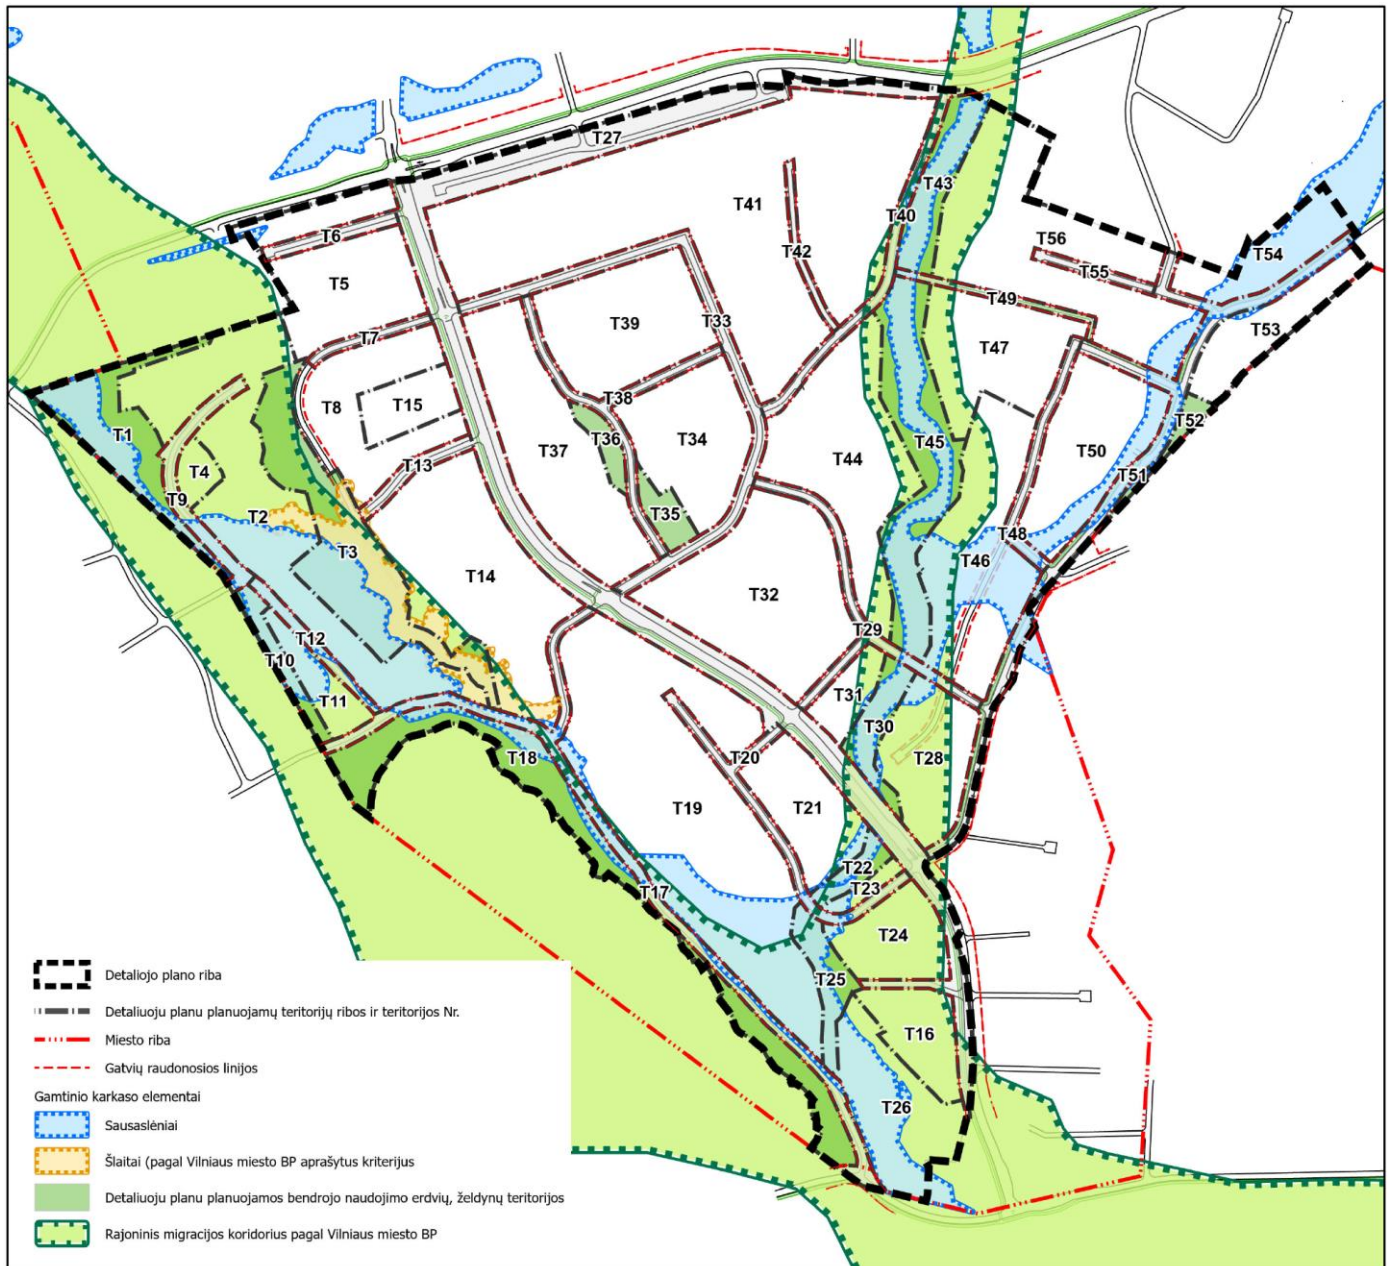 T27
T43
T41
T40
T6
T56
T54
T42
T55
T5
T49
T53
T39
T33
T7
T47
T8
T15
T38
T52
T1
T36
T34
T45
T50
T37
T44
T4
T13
T51
T9
T2
T35
T48
T3
T46
T14
T32
T12
T29
T10
T11
T31
T30
T18
T20
T28
T19
T21
T22
T17
T23
T24
T25
T16
T26
Detaliojo plano riba
Detaliuoju planu planuojamų teritorijų ribos ir teritorijos Nr.
Miesto riba
Gatvių raudonosios linijos
Gamtinio karkaso elementai
Sausaslėniai
Šlaitai (pagal Vilniaus miesto BP aprašytus kriterijus
Detaliuoju planu planuojamos bendrojo naudojimo erdvių, želdynų teritorijos
Rajoninis migracijos koridorius pagal Vilniaus miesto BP